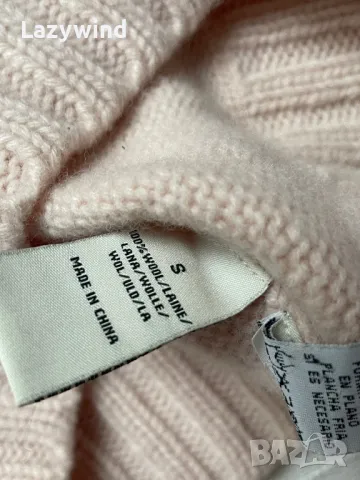 Lazywind
S
100% WOOL/LAINE/
LANA/WOLLE/
WOL/ULD/LA
MADE IN CHINA
EN PLANO
PLANCHA FRIA
SI ES NECESAR
bazar